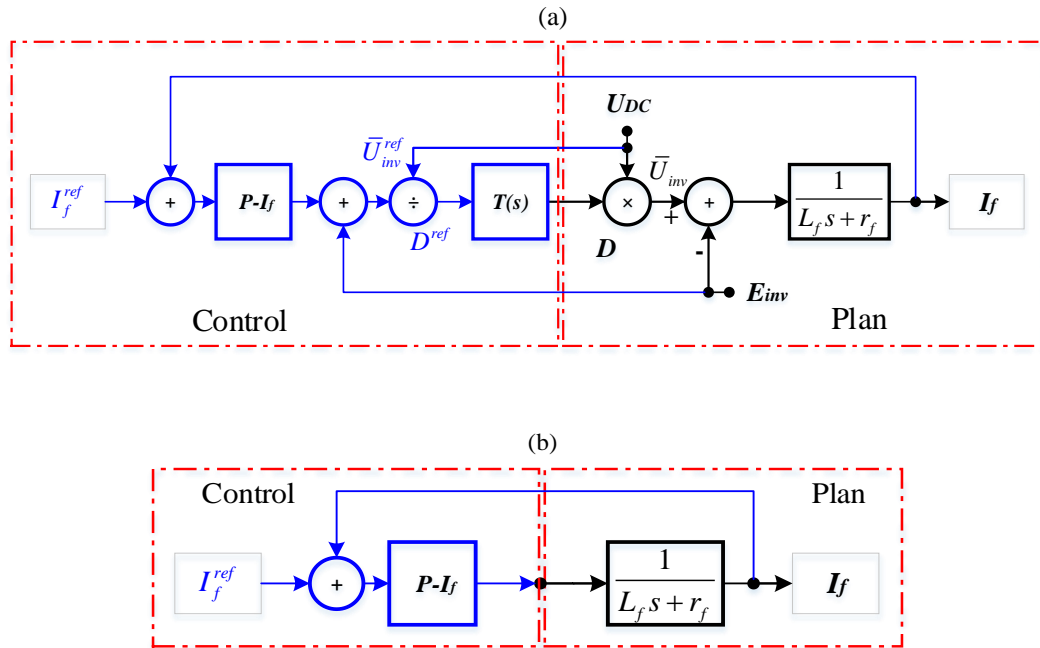 (a)
U_DC
Ū_inv^ref
Ū_inv
I_f^ref
+
P-I_f
+
÷
T(s)
×
+
+
1
L_f s + r_f
I_f
D^ref
D
-
E_inv
Control
Plan
(b)
Control
Plan
I_f^ref
+
P-I_f
1
L_f s + r_f
I_f